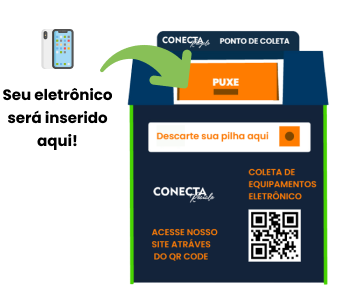 CONECTA Recicla PONTO DE COLETA
PUXE
Seu eletrônico
será inserido
aqui!
Descarte sua pilha aqui
COLETA DE
EQUIPAMENTOS
ELETRÔNICO
CONECTA
Recicla
ACESSE NOSSO
SITE ATRÁVES
DO QR CODE